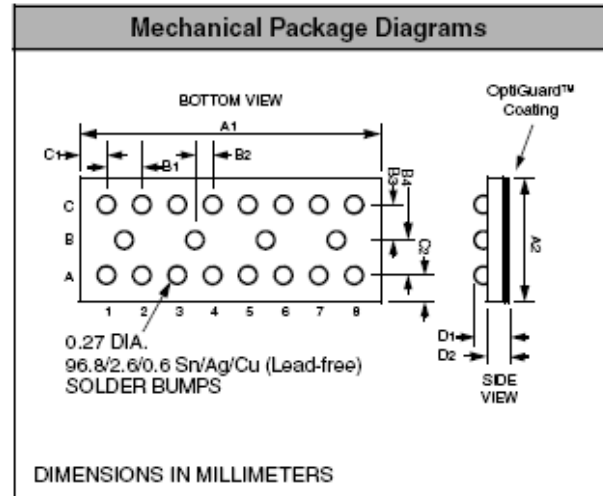 Mechanical Package Diagrams
OptiGuard™
Coating
BOTTOM VIEW
A1
C1
B1
B2
B3
B4
C
B
A
C2
A2
1 2 3 4 5 6 7 8
D1
D2
0.27 DIA.
96.8/2.6/0.6 Sn/Ag/Cu (Lead-free)
SOLDER BUMPS
SIDE
VIEW
DIMENSIONS IN MILLIMETERS